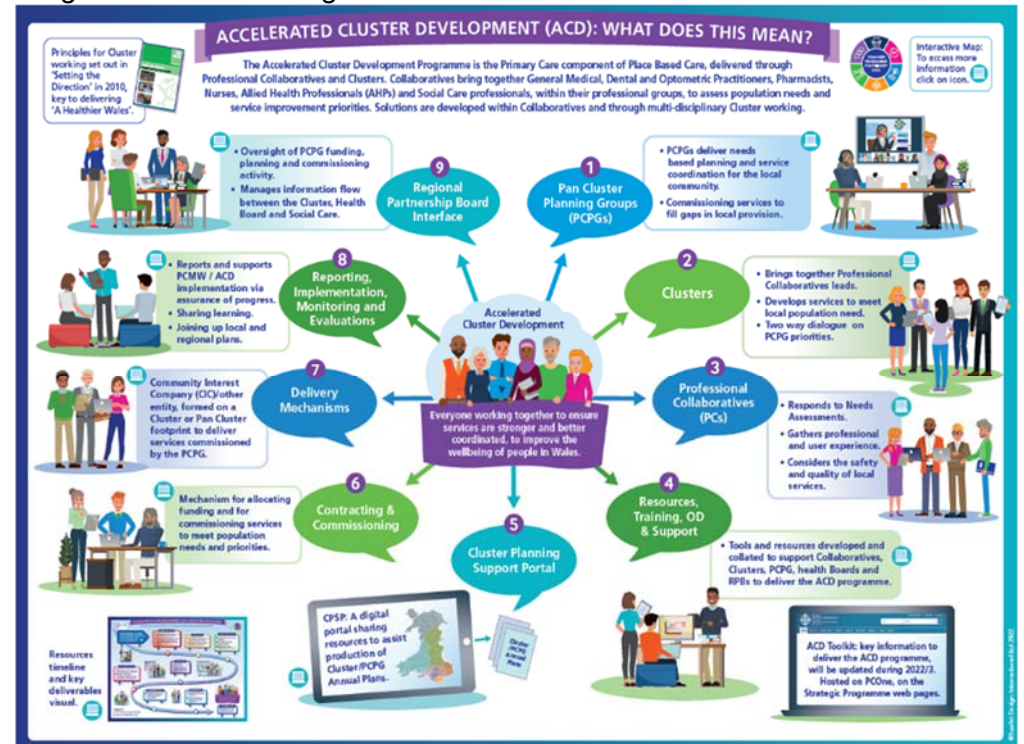 ACCELERATED CLUSTER DEVELOPMENT (ACD): WHAT DOES THIS MEAN?
Principles for Cluster
working set out in
'Setting the
Direction' in 2010,
key to delivering
'A Healthier Wales'.
The Accelerated Cluster Development Programme is the Primary Care component of Place Based Care, delivered through
Professional Collaboratives and Clusters. Collaboratives bring together General Medical, Dental and Optometric Practitioners, Pharmacists,
Nurses, Allied Health Professionals (AHPs) and Social Care professionals, within their professional groups, to assess population needs and
service improvement priorities. Solutions are developed within Collaboratives and through multi-disciplinary Cluster working.
Interactive Map:
To access more
information
click on icon.
1
Pan Cluster
Planning Groups
(PCPGs)
• PCPGs deliver needs
based planning and service
coordination for the local
community.
• Commissioning services to
fill gaps in local provision.
2
Clusters
• Brings together Professional
Collaboratives leads.
• Develops services to meet
local population need.
• Two way dialogue on
PCPG priorities.
3
Professional
Collaboratives
(PCs)
• Responds to Needs
Assessments.
• Gathers professional
and user experience.
• Considers the safety
and quality of local
services.
4
Resources,
Training, OD
& Support
• Tools and resources developed and
collated to support Collaboratives,
Clusters, PCPG, health Boards and
RPBs to deliver the ACD programme.
5
Cluster Planning
Support Portal
CPSP: A digital
portal sharing
resources to assist
production of
Cluster/PCPG
Annual Plans.
Cluster
/PCPG
Annual
Plans
6
Contracting &
Commissioning
Mechanism for allocating
funding and for
commissioning services
to meet population
needs and priorities.
7
Delivery
Mechanisms
Community Interest
Company (CIC)/other
entity, formed on a
Cluster or Pan Cluster
footprint to deliver
services commissioned
by the PCPG.
8
Reporting,
Implementation,
Monitoring and
Evaluations
• Reports and supports
PCMW / ACD
implementation via
assurance of progress.
• Sharing learning.
• Joining up local and
regional plans.
9
Regional
Partnership Board
Interface
• Oversight of PCPG funding,
planning and commissioning
activity.
• Manages information flow
between the Cluster, Health
Board and Social Care.
Accelerated
Cluster Development
Everyone working together to ensure
services are stronger and better
coordinated, to improve the
wellbeing of people in Wales.
Resources
timeline
and key
deliverables
visual.
ACD Toolkit: key information to
deliver the ACD programme,
will be updated during 2022/3.
Hosted on PCOne, on the
Strategic Programme web pages.